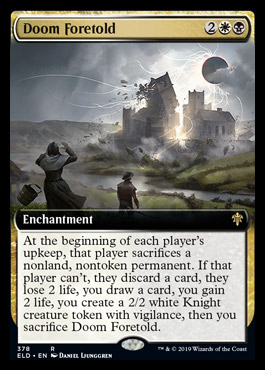 Doom Foretold 2
Enchantment
At the beginning of each player's
upkeep, that player sacrifices a
nonland, nontoken permanent. If that
player can't, they discard a card, they
lose 2 life, you draw a card, you gain
2 life, you create a 2/2 white Knight
creature token with vigilance, then you
sacrifice Doom Foretold.
378 R
ELD • EN Daniel Ljunggren
™ & © 2019 Wizards of the Coast